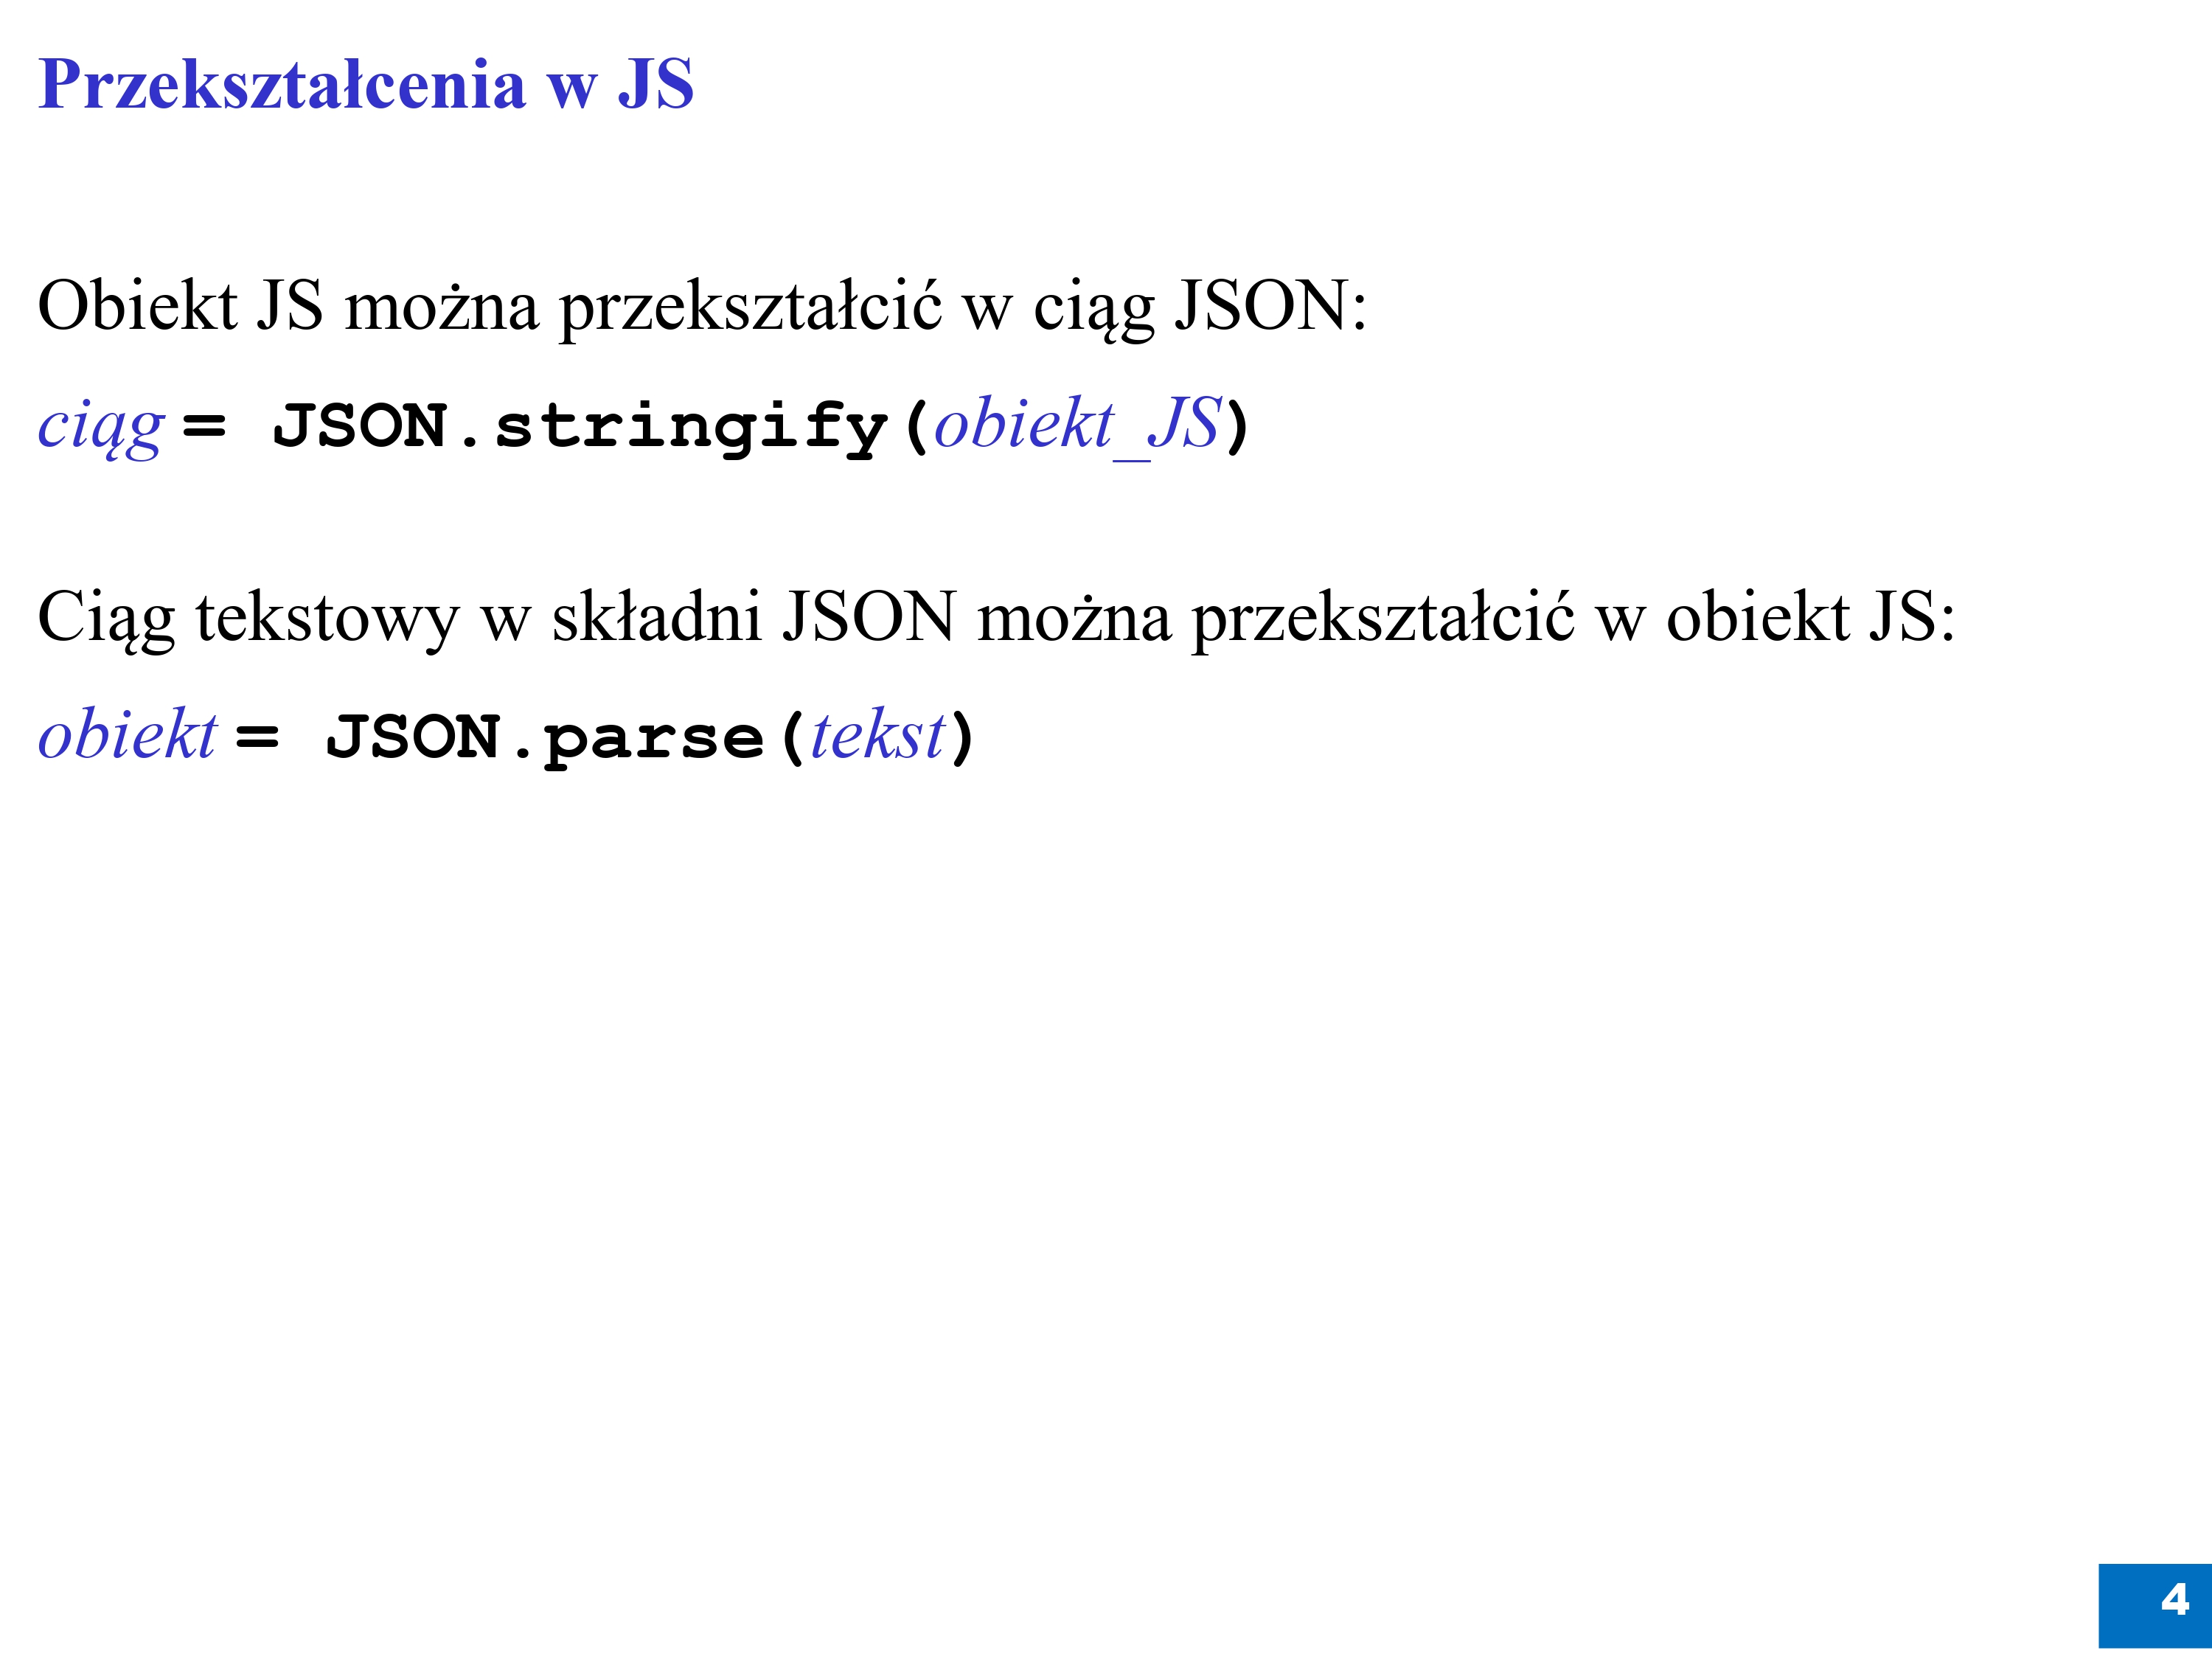 Przekształcenia w JS
Obiekt JS można przekształcić w ciąg JSON:
ciąg = JSON.stringify(obiekt_JS)
Ciąg tekstowy w składni JSON można przekształcić w obiekt JS:
obiekt = JSON.parse(tekst)
4